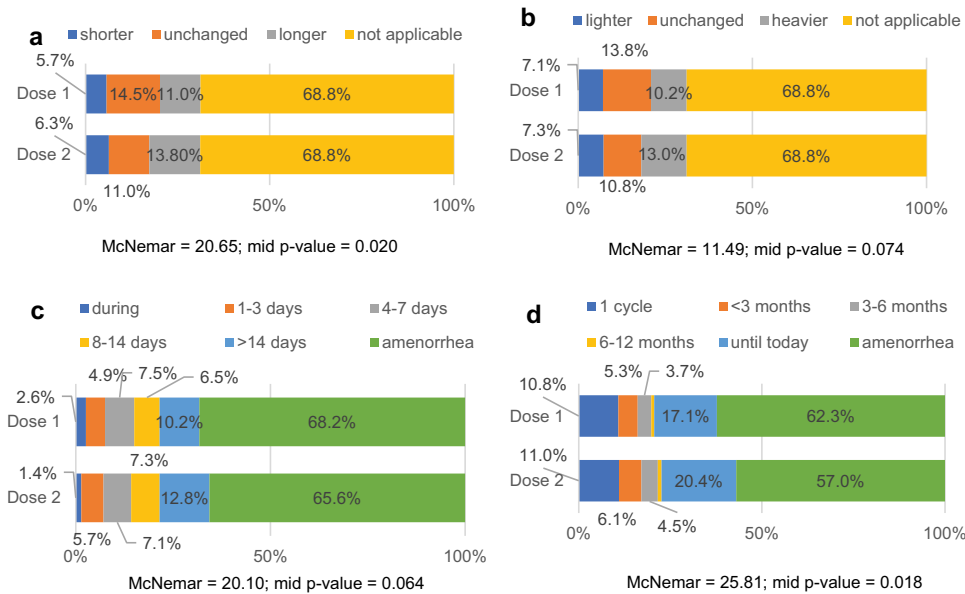 a
shorter unchanged longer not applicable
5.7%
Dose 1 14.5% 11.0% 68.8%
6.3%
Dose 2 13.80% 68.8%
11.0%
0% 50% 100%
McNemar = 20.65; mid p-value = 0.020
b
lighter unchanged heavier not applicable
13.8%
7.1%
Dose 1 10.2% 68.8%
7.3%
Dose 2 13.0% 68.8%
10.8%
0% 50% 100%
McNemar = 11.49; mid p-value = 0.074
c
during 1-3 days 4-7 days
8-14 days >14 days amenorrhea
4.9% 7.5% 6.5%
2.6%
Dose 1 10.2% 68.2%
7.3%
1.4%
Dose 2 12.8% 65.6%
5.7% 7.1%
0% 50% 100%
McNemar = 20.10; mid p-value = 0.064
d
1 cycle <3 months 3-6 months
6-12 months until today amenorrhea
5.3% 3.7%
10.8%
Dose 1 17.1% 62.3%
11.0%
Dose 2 20.4% 57.0%
6.1% 4.5%
0% 50% 100%
McNemar = 25.81; mid p-value = 0.018